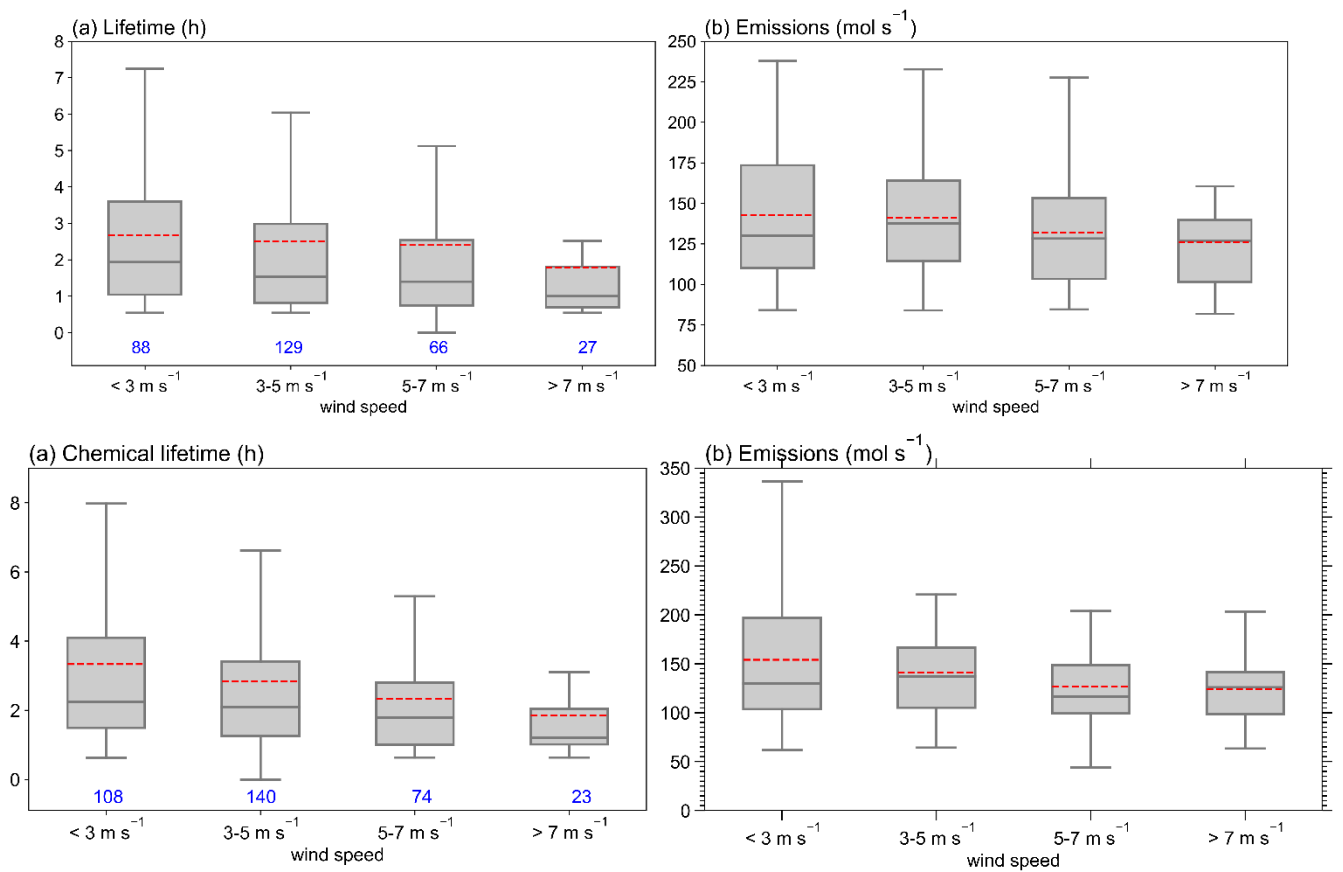 (a) Lifetime (h)
8
7
6
5
4
3
2
1
0
88 129 66 27
< 3 m s⁻¹ 3-5 m s⁻¹ 5-7 m s⁻¹ > 7 m s⁻¹
wind speed
(b) Emissions (mol s⁻¹)
250
225
200
175
150
125
100
75
50
< 3 m s⁻¹ 3-5 m s⁻¹ 5-7 m s⁻¹ > 7 m s⁻¹
wind speed
(a) Chemical lifetime (h)
8
6
4
2
0
108 140 74 23
< 3 m s⁻¹ 3-5 m s⁻¹ 5-7 m s⁻¹ > 7 m s⁻¹
wind speed
(b) Emissions (mol s⁻¹)
350
300
250
200
150
100
50
0
< 3 m s⁻¹ 3-5 m s⁻¹ 5-7 m s⁻¹ > 7 m s⁻¹
wind speed